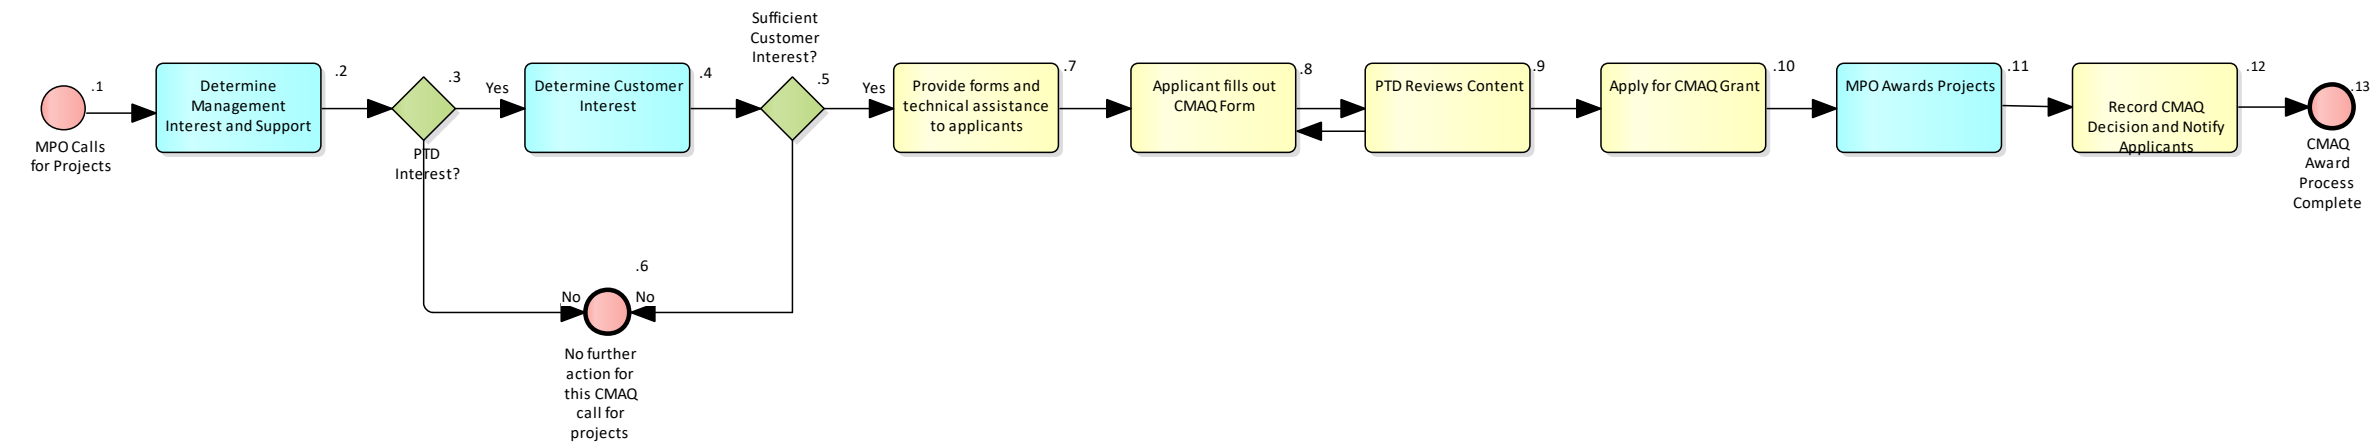 .1
MPO Calls
for Projects
Determine
Management
Interest and Support
.2
.3
PTD
Interest?
Yes
Determine Customer
Interest
.4
Sufficient
Customer
Interest?
.5
Yes
Provide forms and
technical assistance
to applicants
.7
Applicant fills out
CMAQ Form
.8
PTD Reviews Content
.9
Apply for CMAQ Grant
.10
MPO Awards Projects
.11
Record CMAQ
Decision and Notify
Applicants
.12
.13
CMAQ
Award
Process
Complete
.6
No
No
No further
action for
this CMAQ
call for
projects